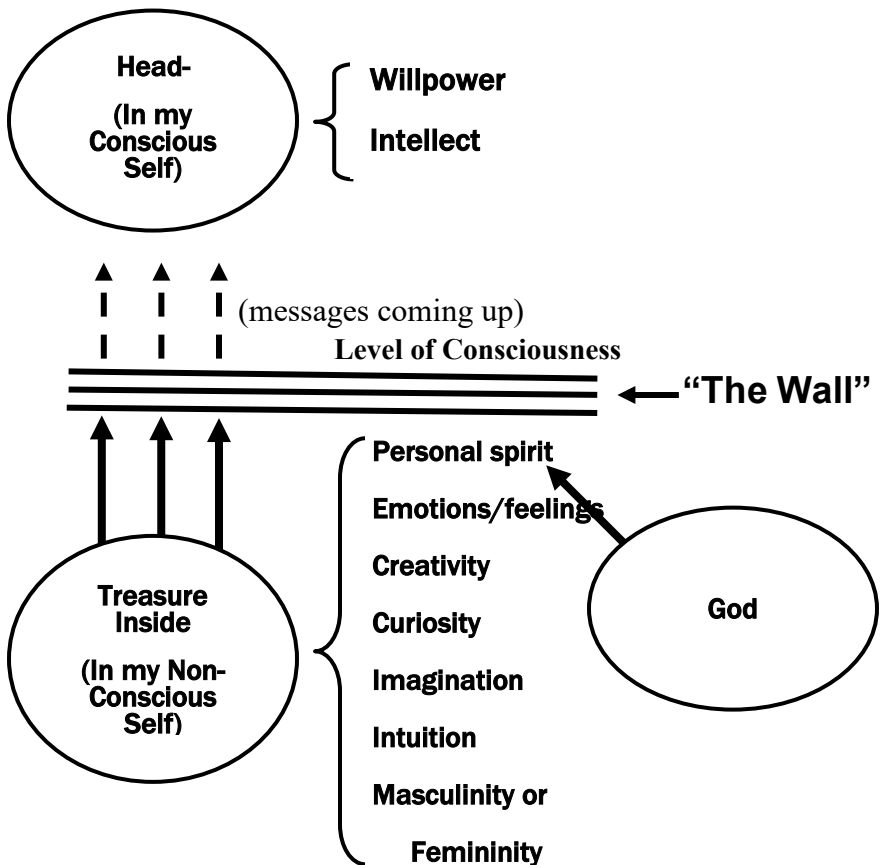 Head-
(In my
Conscious
Self)
Willpower
Intellect
(messages coming up)
Level of Consciousness
“The Wall”
Personal spirit
Emotions/feelings
Creativity
Curiosity
Imagination
Intuition
Masculinity or
Femininity
Treasure
Inside
(In my Non-
Conscious
Self)
God